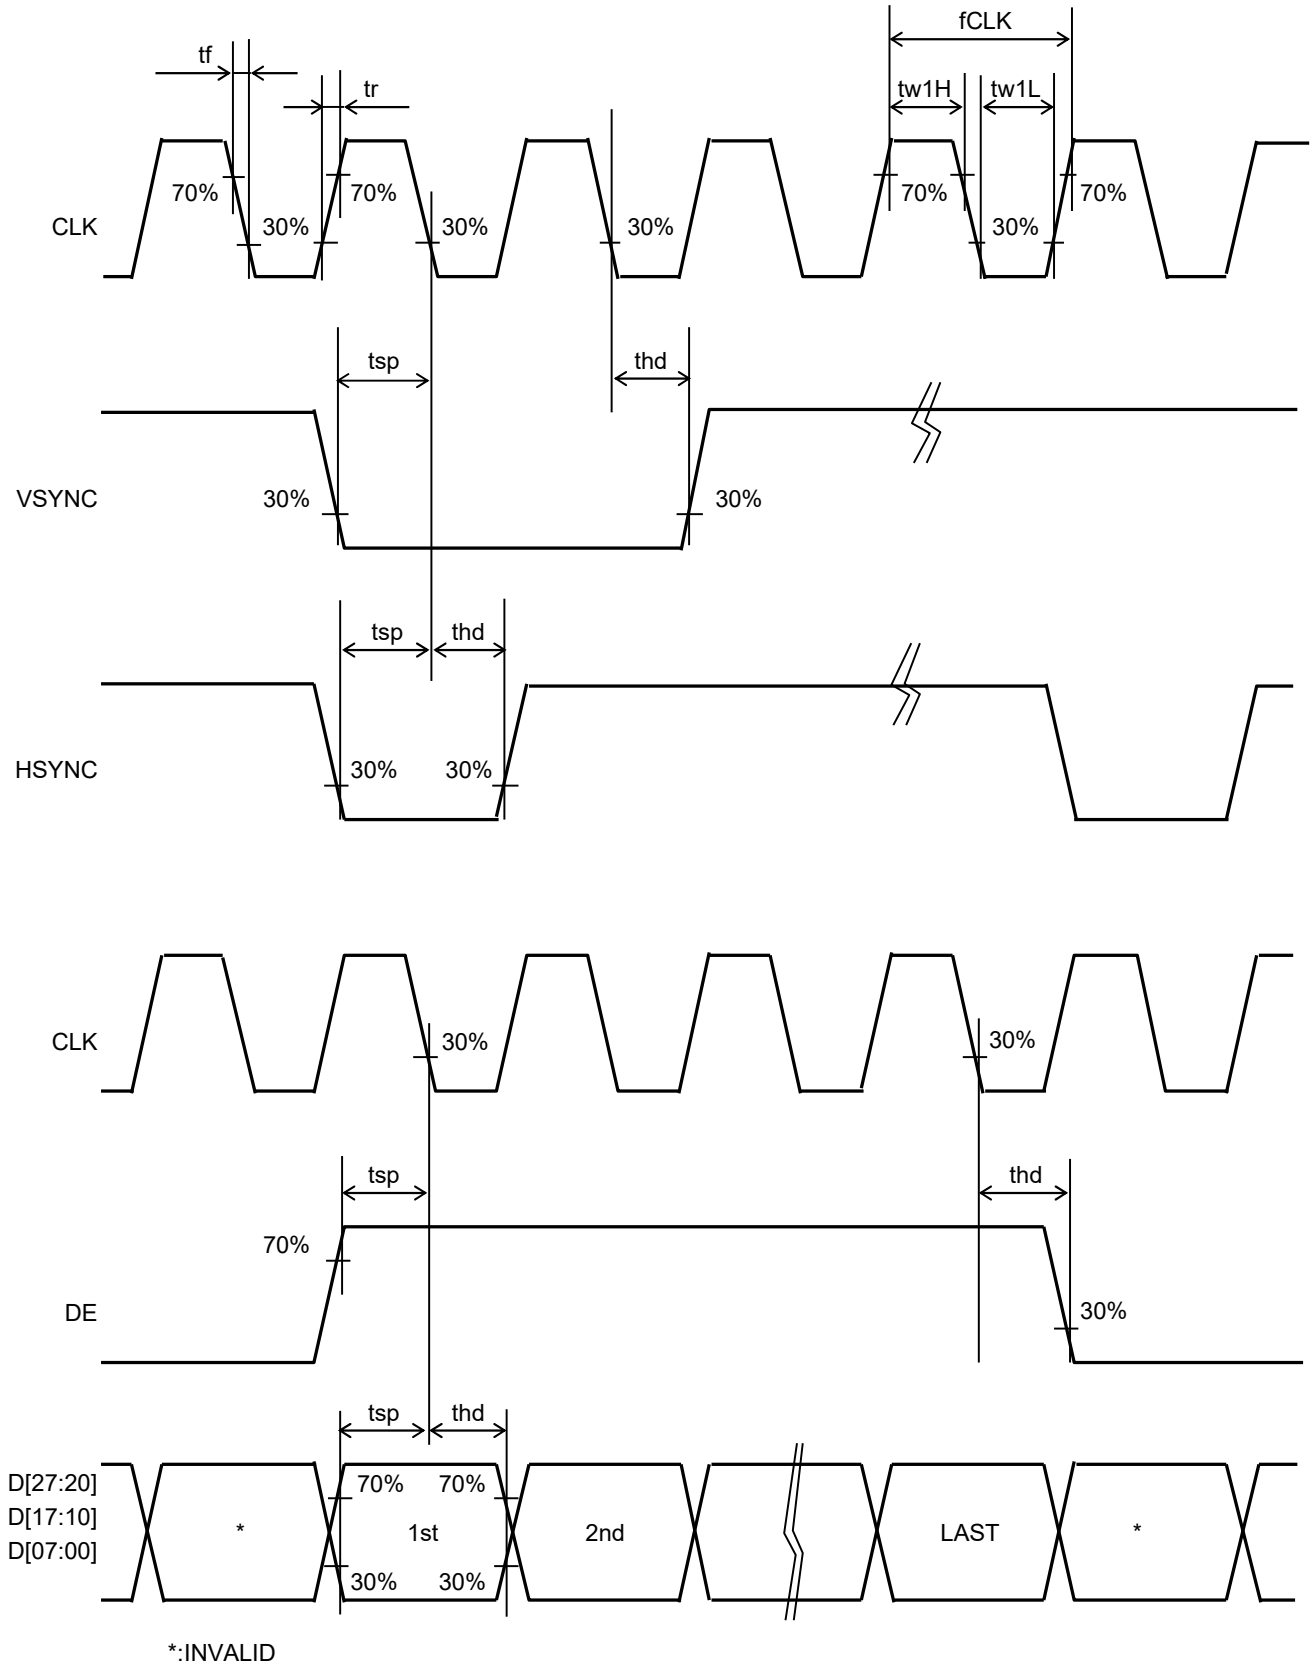 fCLK
tf
tr
tw1H
tw1L
70%
70%
70%
70%
CLK
30%
30%
30%
30%
30%
tsp
thd
VSYNC
30%
30%
tsp
thd
HSYNC
30%
30%
CLK
30%
30%
tsp
thd
70%
DE
30%
tsp
thd
D[27:20]
70%
70%
D[17:10]
*
1st
2nd
LAST
*
D[07:00]
30%
30%
*:INVALID